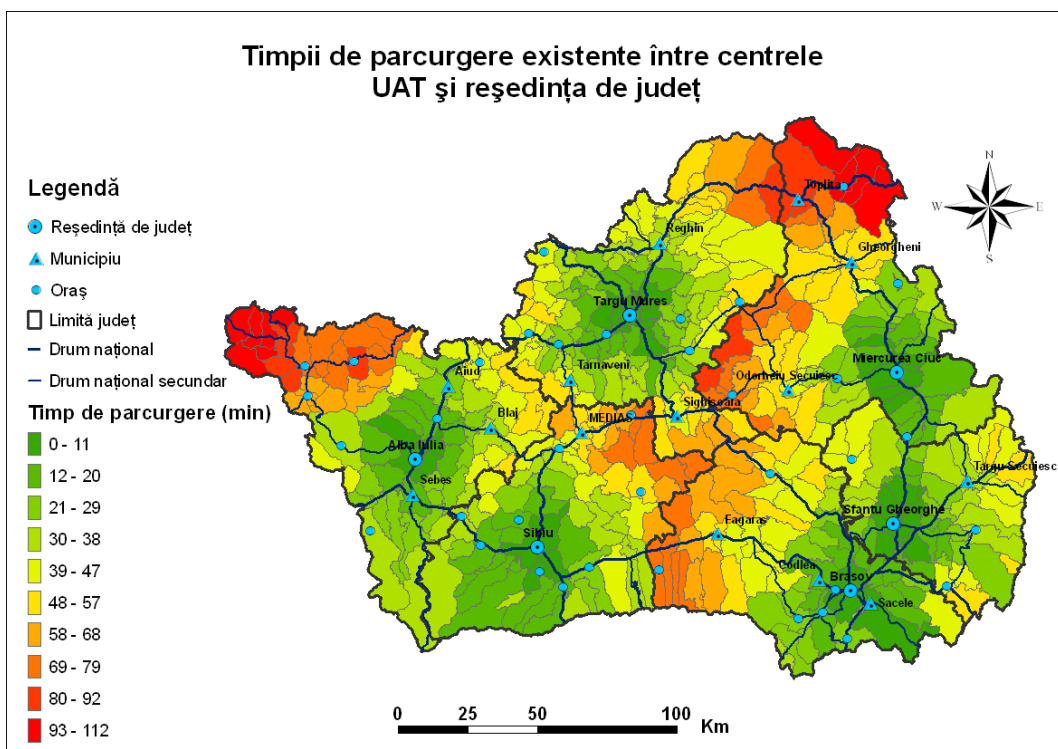 Timpii de parcurgere existente între centrele
UAT şi reşedinţa de judeţ
Legendă
Reşedinţă de judeţ
Municipiu
Oraş
Limită judeţ
Drum naţional
Drum naţional secundar
Timp de parcurgere (min)
0 - 11
12 - 20
21 - 29
30 - 38
39 - 47
48 - 57
58 - 68
69 - 79
80 - 92
93 - 112
N
W
E
S
Toplita
Reghin
Gheorgheni
Targu Mures
Miercurea Ciuc
Tarnaveni
Aiud
Odorheiu Secuiesc
Sighisoara
Blaj
MEDIAS
Alba Iulia
Targu Secuiesc
Sebes
Sfantu Gheorghe
Sibiu
Fagaras
Codlea
Brasov
Sacele
0 25 50 100
Km